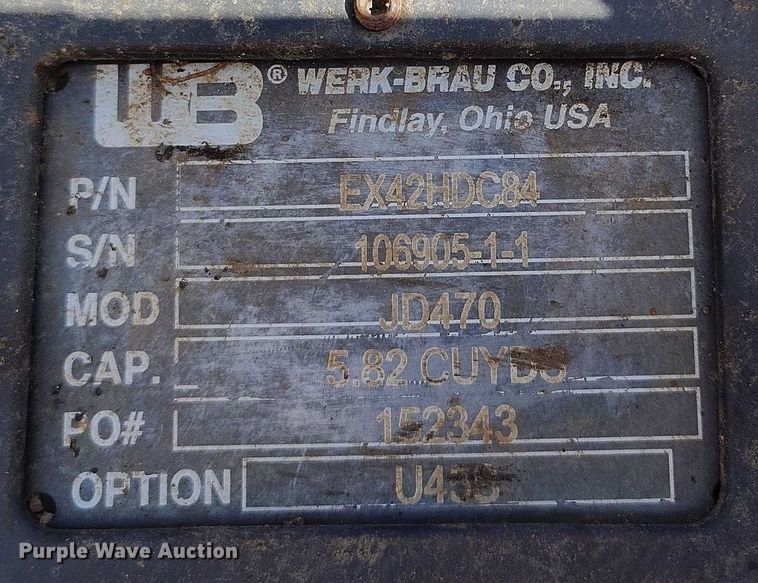 WB® WERK-BRAU CO., INC.
Findlay, Ohio USA
P/N EX42HDC84
S/N 106905-1-1
MOD JD470
CAP. 5.82 CUYDS
PO# 152343
OPTION
Purple Wave Auction